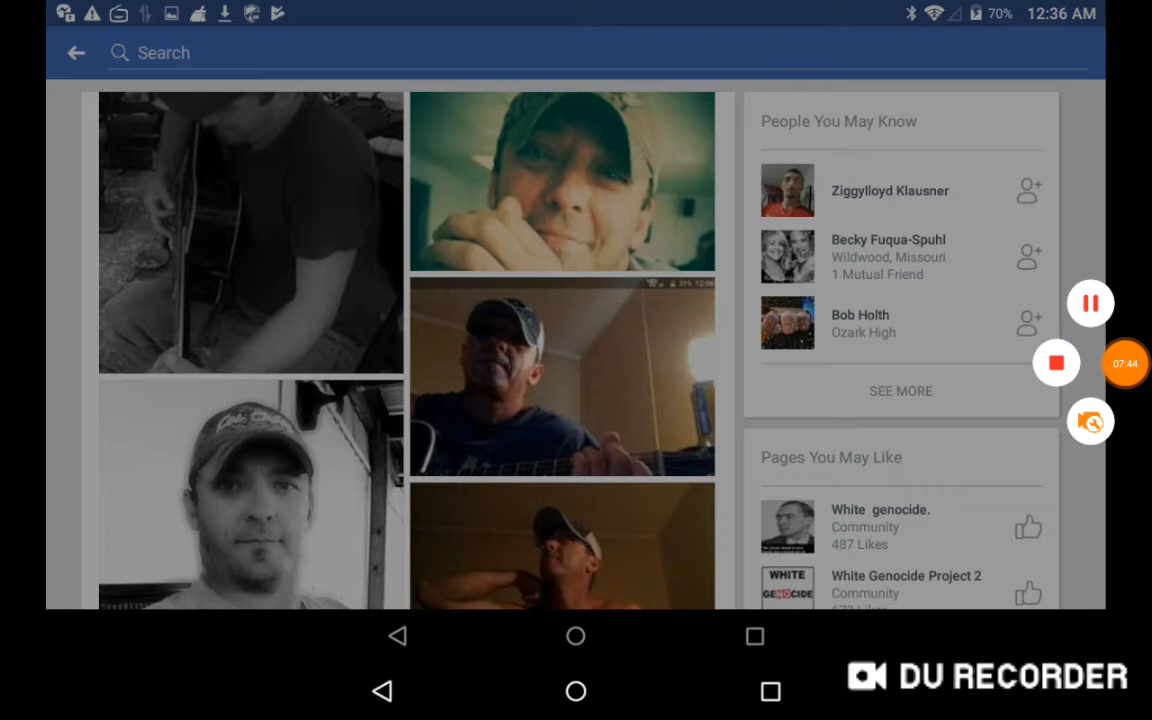 70% 12:36 AM
Search
People You May Know
Ziggylloyd Klausner
Becky Fuqua-Spuhl
Wildwood, Missouri
1 Mutual Friend
Bob Holth
Ozark High
07:44
SEE MORE
Pages You May Like
White genocide.
Community
487 Likes
WHITE
GENOCIDE
White Genocide Project 2
Community
DU RECORDER